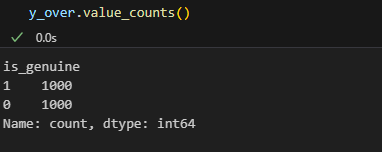 y_over.value_counts()
0.0s
is_genuine
1    1000
0    1000
Name: count, dtype: int64